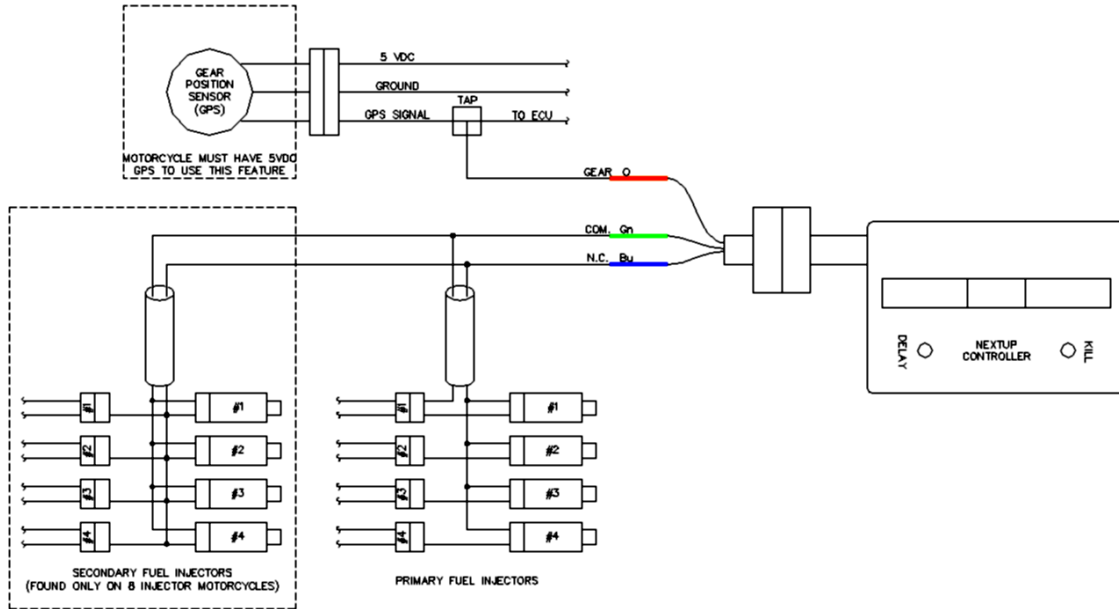 GEAR
POSITION
SENSOR
(GPS)
MOTORCYCLE MUST HAVE 5VDC
GPS TO USE THIS FEATURE
5 VDC
GROUND
GPS SIGNAL
TAP
TO ECU
GEAR O
COM. Gn
N.C. Bu
DELAY
NEXTUP
CONTROLLER
KILL
#1 #1
#2 #2
#3 #3
#4 #4
SECONDARY FUEL INJECTORS
(FOUND ONLY ON 8 INJECTOR MOTORCYCLES)
#1 #1
#2 #2
#3 #3
#4 #4
PRIMARY FUEL INJECTORS